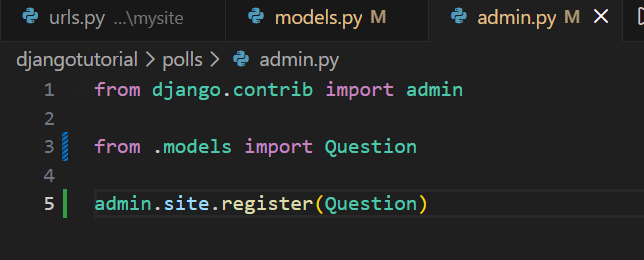 urls.py ...\mysite models.py M admin.py M
djangotutorial > polls > admin.py
1 from django.contrib import admin
2
3 from .models import Question
4
5 admin.site.register(Question)